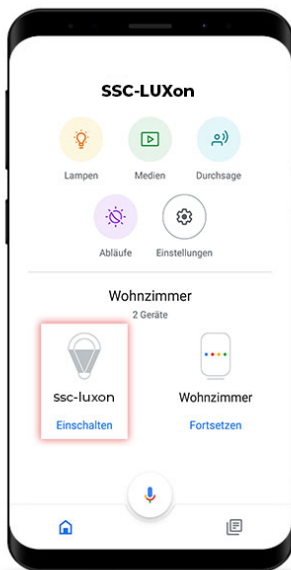 SSC-LUXon
Lampen Medien Durchsage
Abläufe Einstellungen
Wohnzimmer
2 Geräte
ssc-luxon Wohnzimmer
Einschalten Fortsetzen